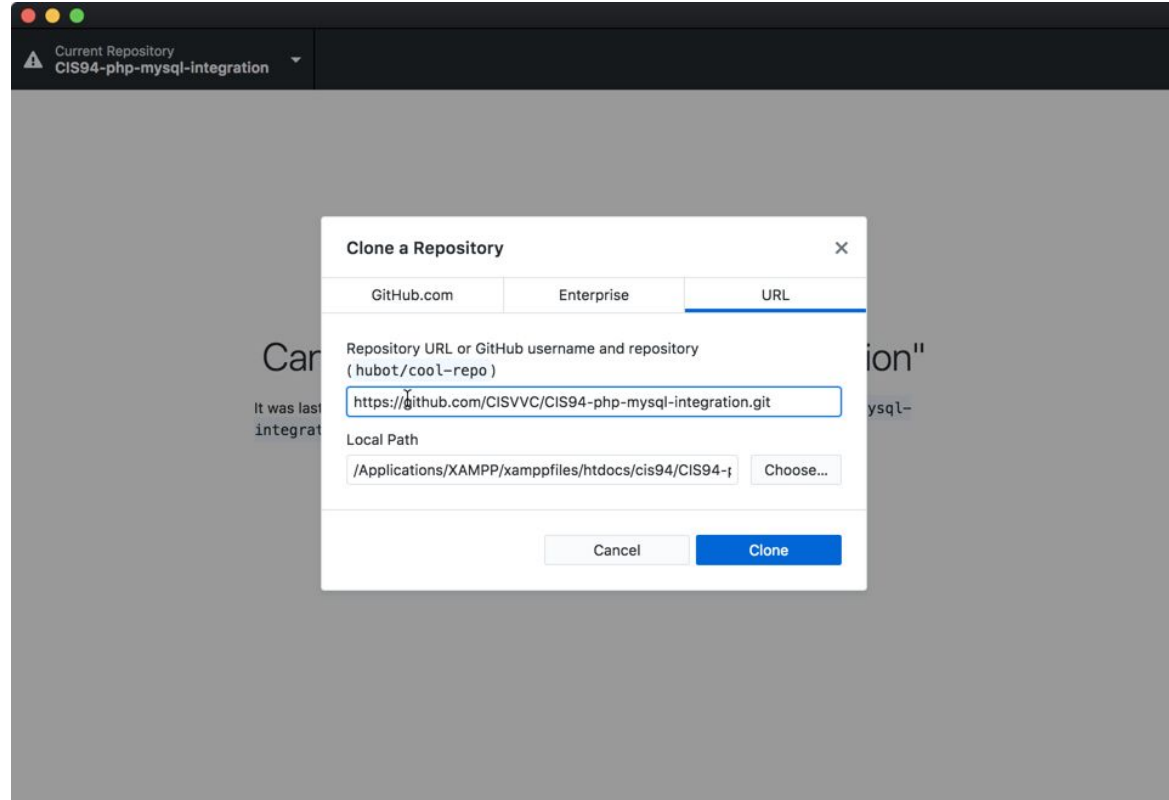 Current Repository
CIS94-php-mysql-integration
Clone a Repository
GitHub.com Enterprise URL
Repository URL or GitHub username and repository
(hubot/cool-repo)
https://github.com/CISVVC/CIS94-php-mysql-integration.git
It was last
ysql-
integrat
ion"
Local Path
/Applications/XAMPP/xamppfiles/htdocs/cis94/CIS94-
Choose...
Cancel Clone